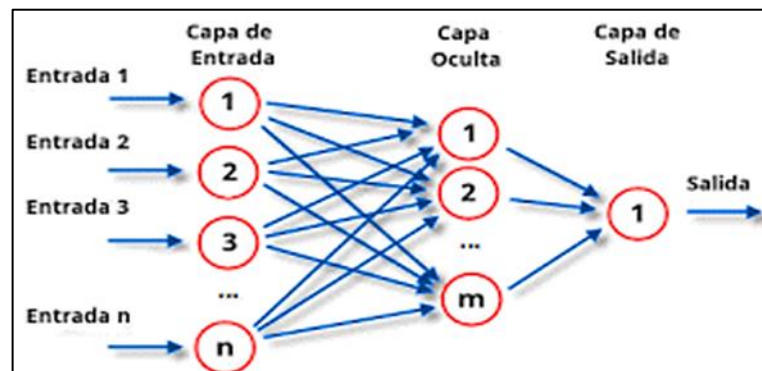 Capa de
Entrada
Capa
Oculta
Capa de
Salida
Entrada 1
1
Entrada 2
2
Entrada 3
3
...
Entrada n
n
1
2
...
m
1
Salida